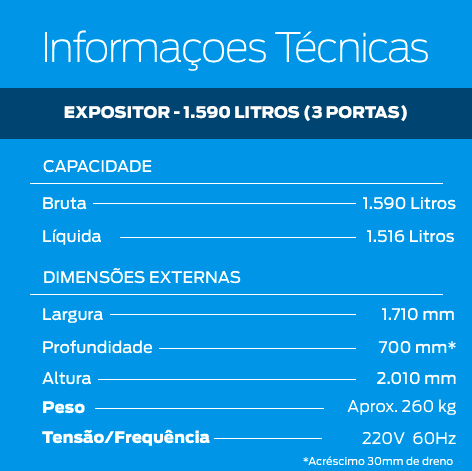 Informaçoes Técnicas
EXPOSITOR - 1.590 LITROS (3 PORTAS)
CAPACIDADE
Bruta 1.590 Litros
Líquida 1.516 Litros
DIMENSÕES EXTERNAS
Largura 1.710 mm
Profundidade 700 mm*
Altura 2.010 mm
Peso Aprox. 260 kg
Tensão/Frequência 220V 60Hz
*Acréscimo 30mm de dreno